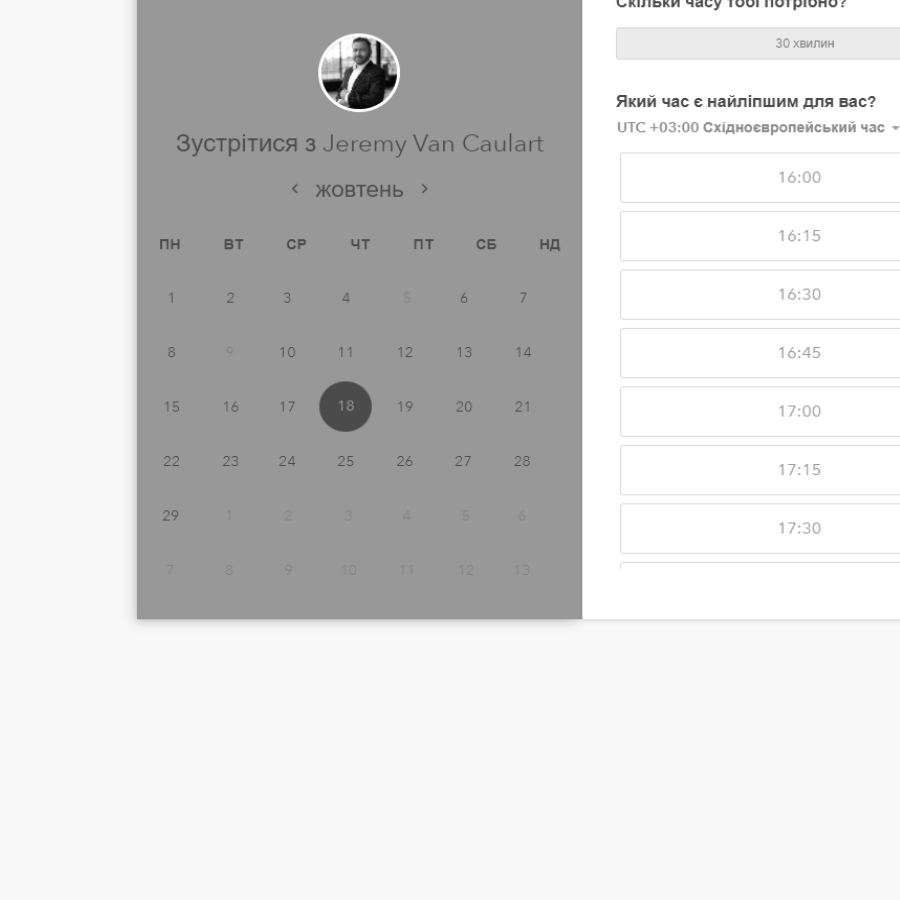 Зустрітися з Jeremy Van Caulart
‹ жовтень ›
ПН ВТ СР ЧТ ПТ СБ НД
1 2 3 4 5 6 7
8 9 10 11 12 13 14
15 16 17 18 19 20 21
22 23 24 25 26 27 28
29 1 2 3 4 5 6
7 8 9 10 11 12 13
Скільки часу тобі потрібно?
30 хвилин
Який час є найліпшим для вас?
UTC +03:00 Східноєвропейський час
16:00
16:15
16:30
16:45
17:00
17:15
17:30